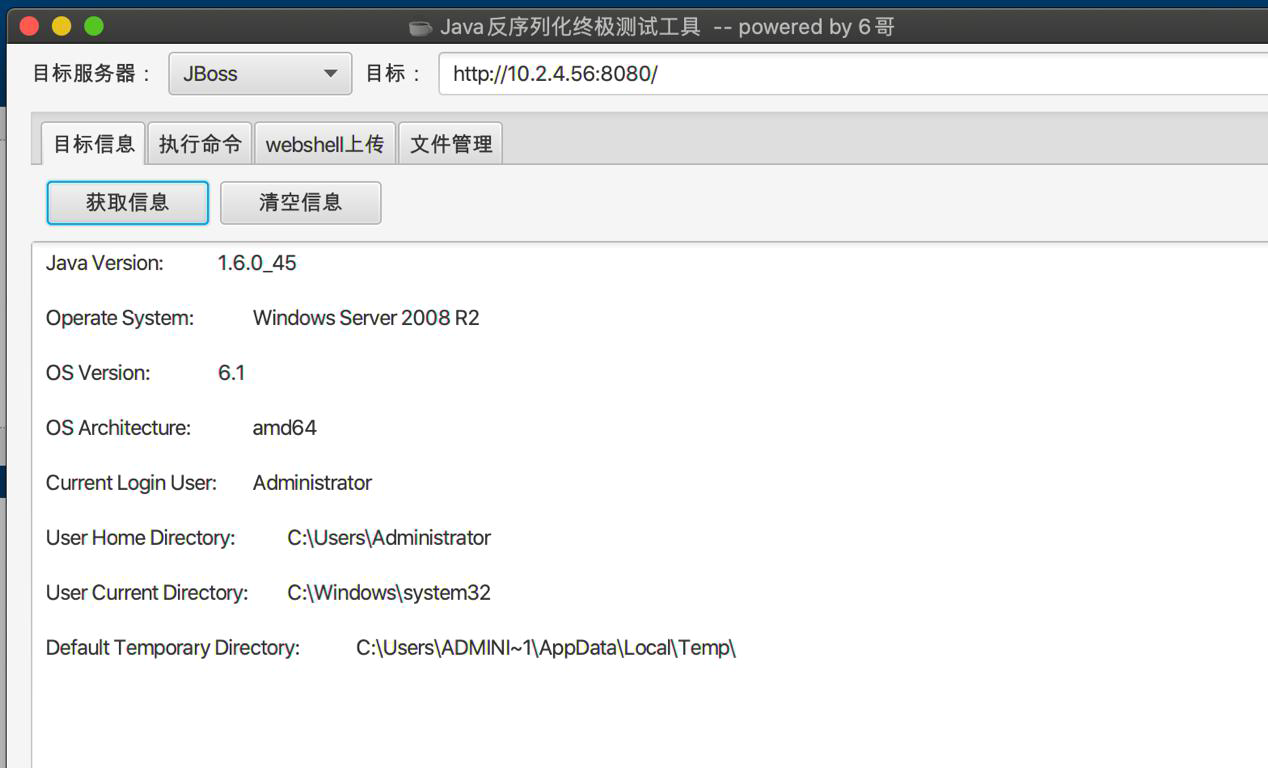 Java反序列化终极测试工具 -- powered by 6哥
目标服务器： JBoss 目标： http://10.2.4.56:8080/
目标信息 执行命令 webshell上传 文件管理
获取信息 清空信息
Java Version: 1.6.0_45
Operate System: Windows Server 2008 R2
OS Version: 6.1
OS Architecture: amd64
Current Login User: Administrator
User Home Directory: C:\Users\Administrator
User Current Directory: C:\Windows\system32
Default Temporary Directory: C:\Users\ADMINI~1\AppData\Local\Temp\